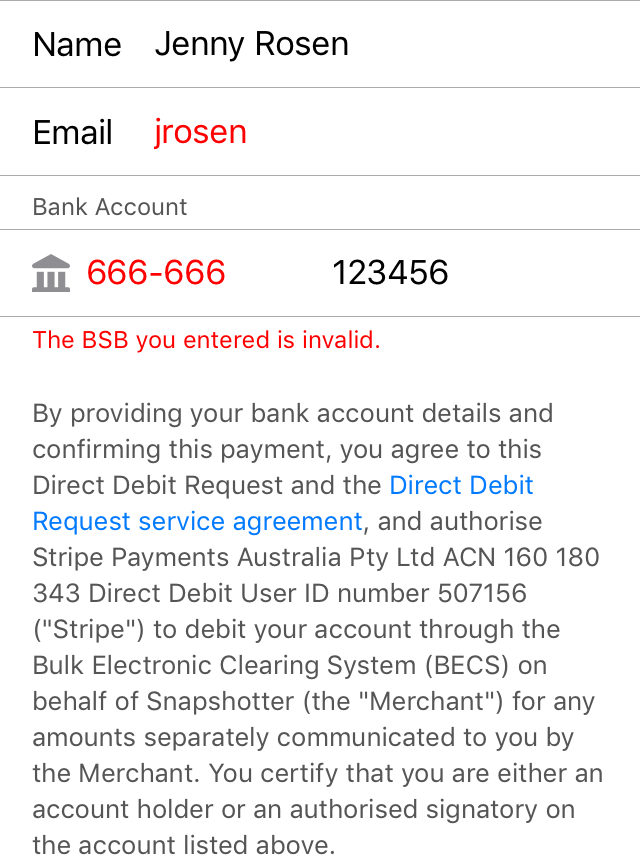 Name Jenny Rosen
Email jrosen
Bank Account
666-666 123456
The BSB you entered is invalid.
By providing your bank account details and
confirming this payment, you agree to this
Direct Debit Request and the Direct Debit
Request service agreement, and authorise
Stripe Payments Australia Pty Ltd ACN 160 180
343 Direct Debit User ID number 507156
("Stripe") to debit your account through the
Bulk Electronic Clearing System (BECS) on
behalf of Snapshotter (the "Merchant") for any
amounts separately communicated to you by
the Merchant. You certify that you are either an
account holder or an authorised signatory on
the account listed above.